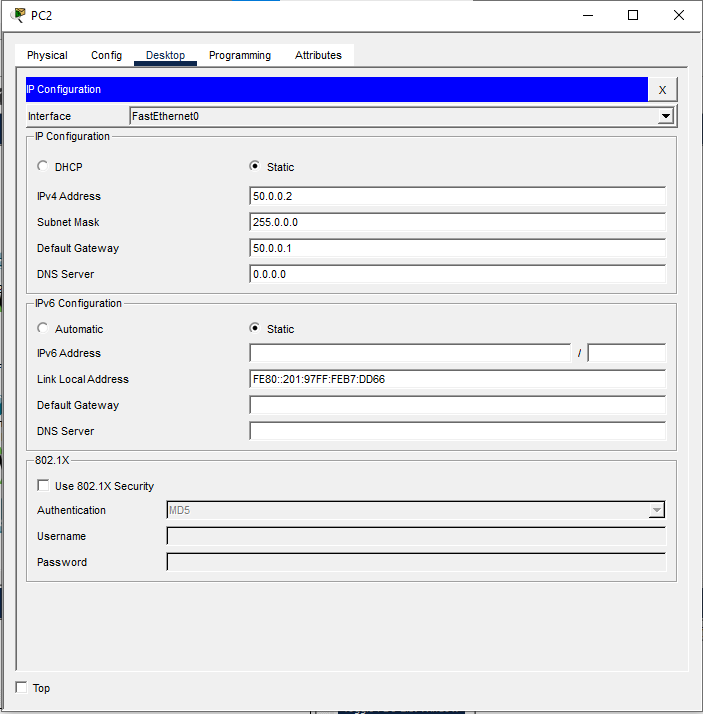 PC2
Physical Config Desktop Programming Attributes
IP Configuration X
Interface FastEthernet0
IP Configuration
DHCP Static
IPv4 Address 50.0.0.2
Subnet Mask 255.0.0.0
Default Gateway 50.0.0.1
DNS Server 0.0.0.0
IPv6 Configuration
Automatic Static
IPv6 Address /
Link Local Address FE80::201:97FF:FEB7:DD66
Default Gateway
DNS Server
802.1X
Use 802.1X Security
Authentication MD5
Username
Password
Top